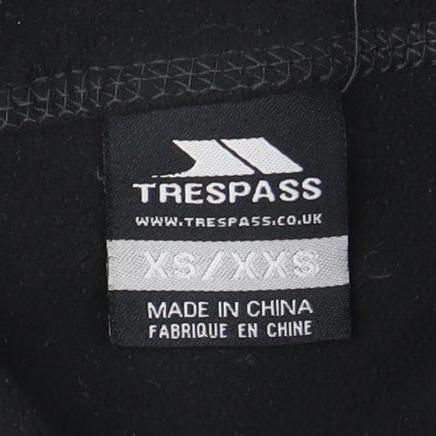 TRESPASS
WWW.TRESPASS.CO.UK
XS/XXS
MADE IN CHINA
FABRIQUE EN CHINE